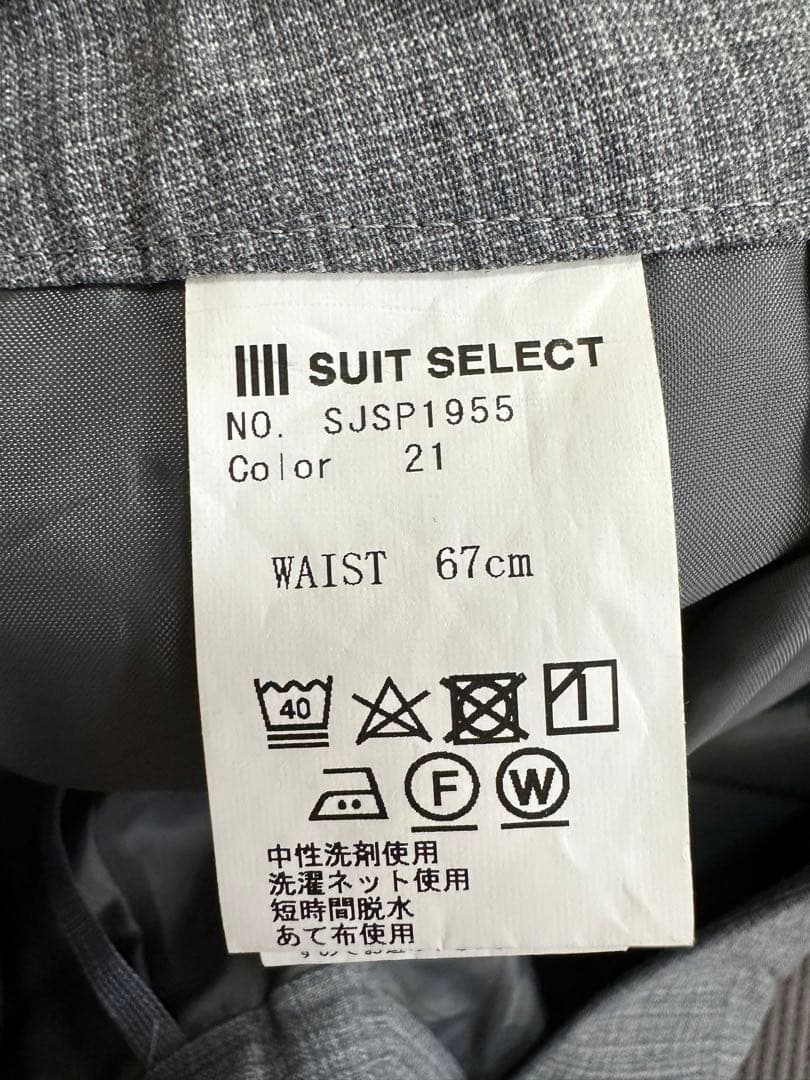 SUIT SELECT
NO. SJSP1955
Color 21
WAIST 67cm
40
F W
中性洗剤使用
洗濯ネット使用
短時間脱水
あて布使用